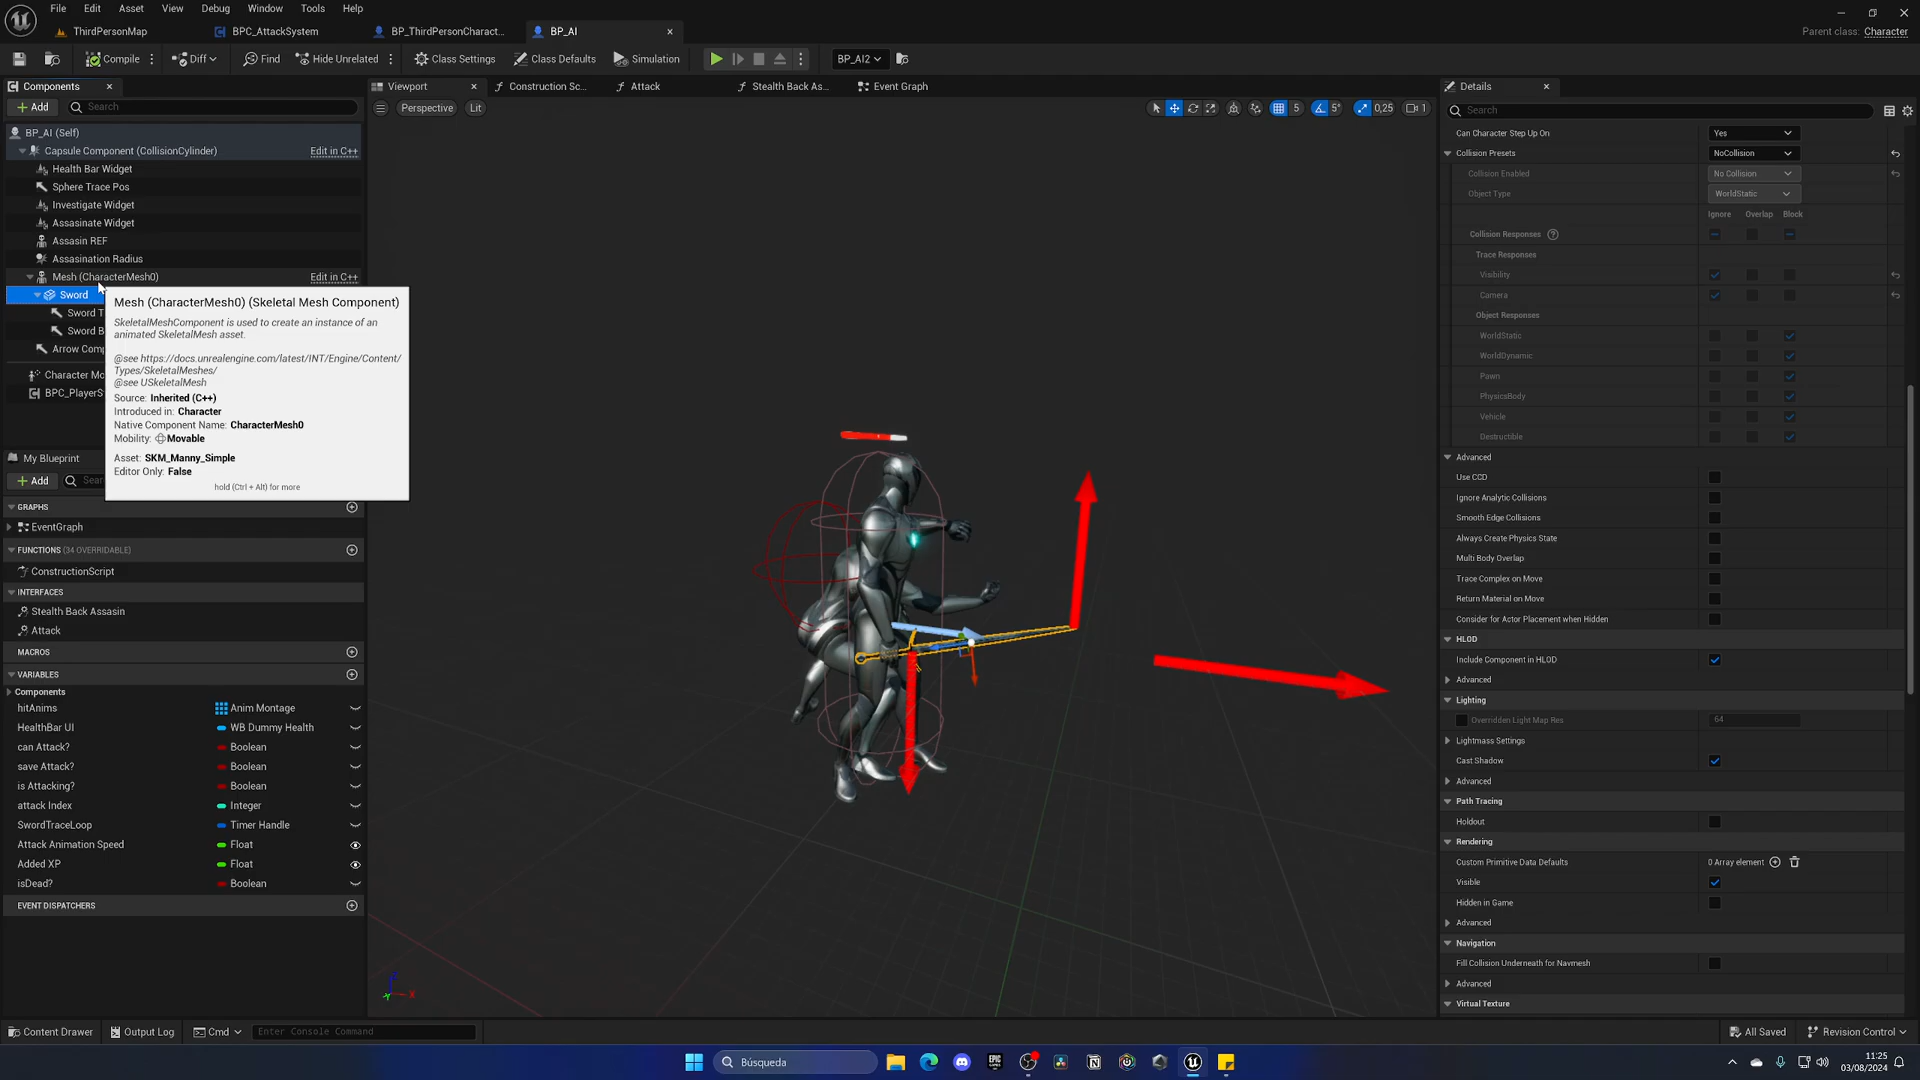 File Edit Asset View Debug Window Tools Help
ThirdPersonMap BPC_AttackSystem BP_ThirdPersonCharact... BP_AI
Parent class: Character
Compile Diff Find Hide Unrelated Class Settings Class Defaults Simulation BP_AI2
Components
Add Search
BP_AI (Self)
Capsule Component (CollisionCylinder) Edit in C++
Health Bar Widget
Sphere Trace Pos
Investigate Widget
Assasinate Widget
Assasin REF
Assasination Radius
Mesh (CharacterMesh0) Edit in C++
Sword
Sword T
Sword B
Arrow Comp
Character Mo
BPC_PlayerS
Mesh (CharacterMesh0) (Skeletal Mesh Component)
SkeletalMeshComponent is used to create an instance of an
animated SkeletalMesh asset.
@see https://docs.unrealengine.com/latest/INT/Engine/Content/
Types/SkeletalMeshes/
@see USkeletalMesh
Source: Inherited (C++)
Introduced in: Character
Native Component Name: CharacterMesh0
Mobility: Movable
Asset: SKM_Manny_Simple
Editor Only: False
hold (Ctrl + Alt) for more
My Blueprint
Add Sea
GRAPHS
EventGraph
FUNCTIONS (34 OVERRIDABLE)
ConstructionScript
INTERFACES
Stealth Back Assasin
Attack
MACROS
VARIABLES
Components
hitAnims Anim Montage
HealthBar UI WB Dummy Health
can Attack? Boolean
save Attack? Boolean
is Attacking? Boolean
attack Index Integer
SwordTraceLoop Timer Handle
Attack Animation Speed Float
Added XP Float
isDead? Boolean
EVENT DISPATCHERS
Viewport Construction Sc... Attack Stealth Back As... Event Graph
Perspective Lit 5 5° 0,25 1
Z X Y
Details
Search
Can Character Step Up On Yes
Collision Presets NoCollision
Collision Enabled No Collision
Object Type WorldStatic
Ignore Overlap Block
Collision Responses ?
Trace Responses
Visibility
Camera
Object Responses
WorldStatic
WorldDynamic
Pawn
PhysicsBody
Vehicle
Destructible
Advanced
Use CCD
Ignore Analytic Collisions
Smooth Edge Collisions
Always Create Physics State
Multi Body Overlap
Trace Complex on Move
Return Material on Move
Consider for Actor Placement when Hidden
HLOD
Include Component in HLOD
Advanced
Lighting
Overridden Light Map Res 64
Lightmass Settings
Cast Shadow
Advanced
Path Tracing
Holdout
Rendering
Custom Primitive Data Defaults 0 Array element
Visible
Hidden in Game
Advanced
Navigation
Fill Collision Underneath for Navmesh
Advanced
Virtual Texture
Content Drawer Output Log Cmd Enter Console Command All Saved Revision Control
Búsqueda EPIC GAMES
11:25
03/08/2024